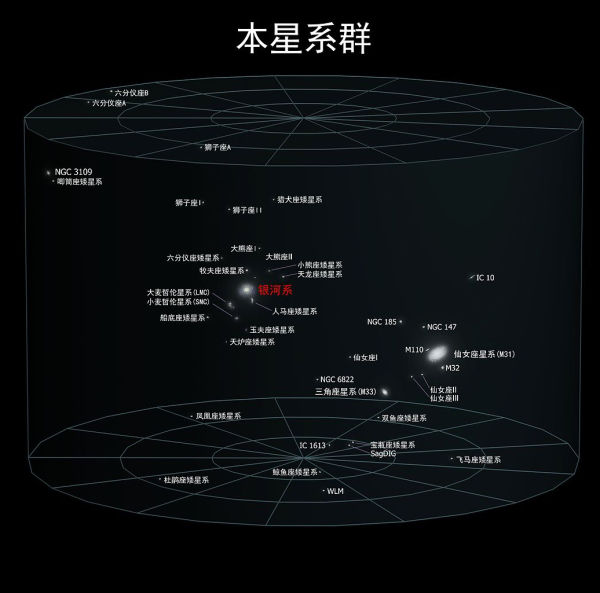 本星系群
六分仪座B
六分仪座A
狮子座A
NGC 3109
唧筒座矮星系
狮子座I
猎犬座矮星系
狮子座II
大熊座I
大熊座II
六分仪座矮星系
小熊座矮星系
牧夫座矮星系
天龙座矮星系
IC 10
银河系
大麦哲伦星系(LMC)
小麦哲伦星系(SMC)
人马座矮星系
船底座矮星系
NGC 185
NGC 147
玉夫座矮星系
天炉座矮星系
M110
仙女座星系(M31)
仙女座I
M32
NGC 6822
三角座星系(M33)
仙女座II
仙女座III
凤凰座矮星系
双鱼座矮星系
IC 1613
宝瓶座矮星系
SagDIG
飞马座矮星系
鲸鱼座矮星系
杜鹃座矮星系
WLM